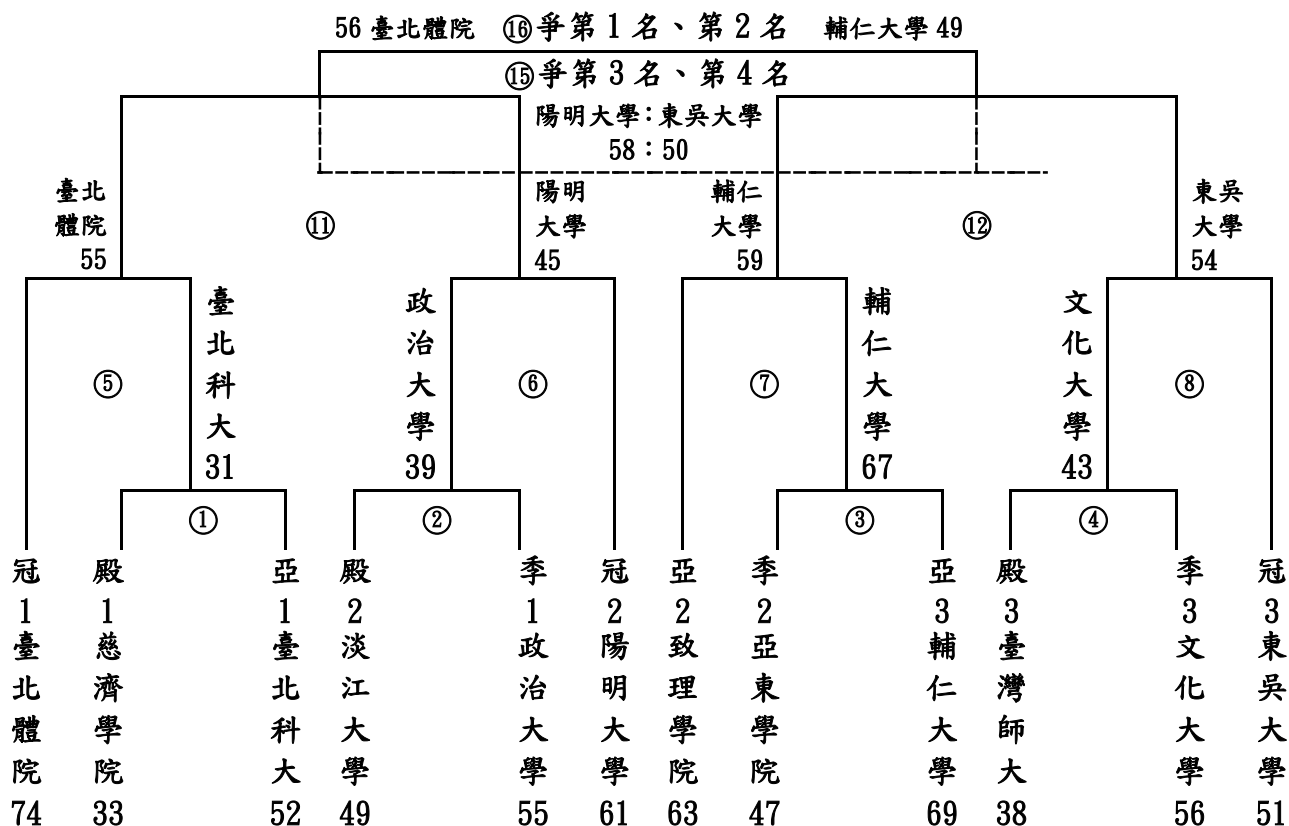 56 臺北體院 ⑯爭第1名、第2名 輔仁大學 49
⑮爭第3名、第4名
陽明大學：東吳大學
58：50
臺北
體院
55
⑪
陽明
大學
45
輔仁
大學
59
⑫
東吳
大學
54
⑤
臺北科大
31
政治大學
39
⑥
⑦
輔仁大學
67
文化大學
43
⑧
①
②
③
④
冠1臺北體院
74
殿1慈濟學院
33
亞1臺北科大
52
殿2淡江大學
49
季1政治大學
55
冠2陽明大學
61
亞2致理學院
63
季2亞東學院
47
亞3輔仁大學
69
殿3臺灣師大
38
季3文化大學
56
冠3東吳大學
51